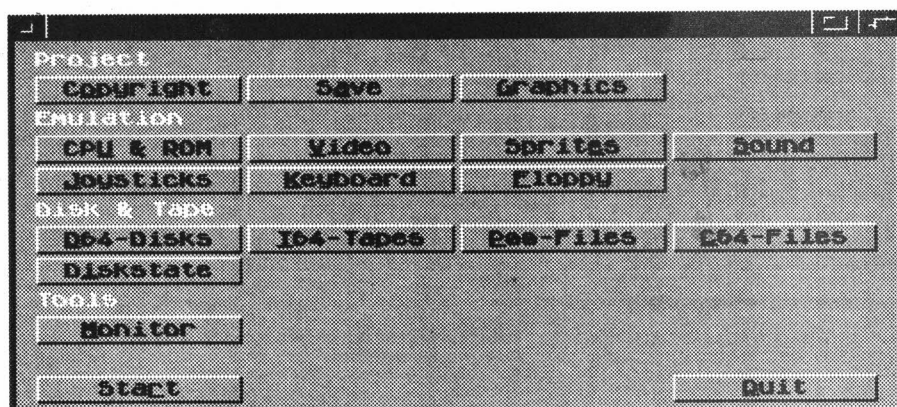 Project
Copyright Save Graphics
Emulation
CPU & ROM Video Sprites Sound
Joysticks Keyboard Floppy
Disk & Tape
D64-Disks T64-Tapes P00-Files C64-Files
Diskstate
Tools
Monitor
Start Quit